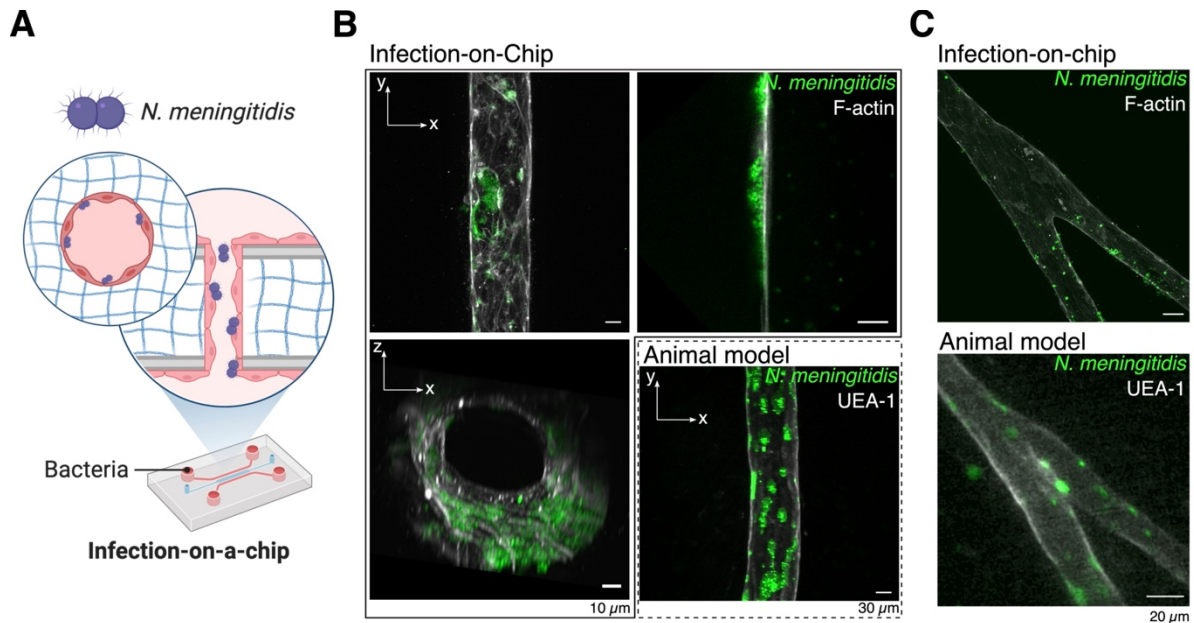 A
N. meningitidis
Bacteria
Infection-on-a-chip
B
Infection-on-Chip
y
x
N. meningitidis
F-actin
z
x
10 µm
Animal model
y
x
N. meningitidis
UEA-1
30 µm
C
Infection-on-chip
N. meningitidis
F-actin
Animal model
N. meningitidis
UEA-1
20 µm